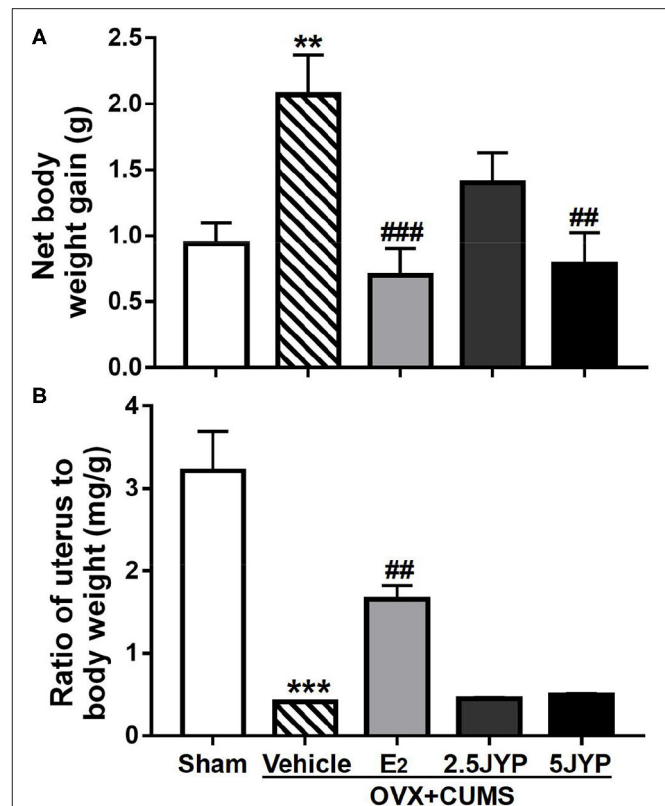 A
Net body
weight gain (g)
2.5
2.0
1.5
1.0
0.5
0.0
**
###
##
B
Ratio of uterus to
body weight (mg/g)
4
3
2
1
0
***
##
Sham Vehicle E2 2.5JYP 5JYP
OVX+CUMS